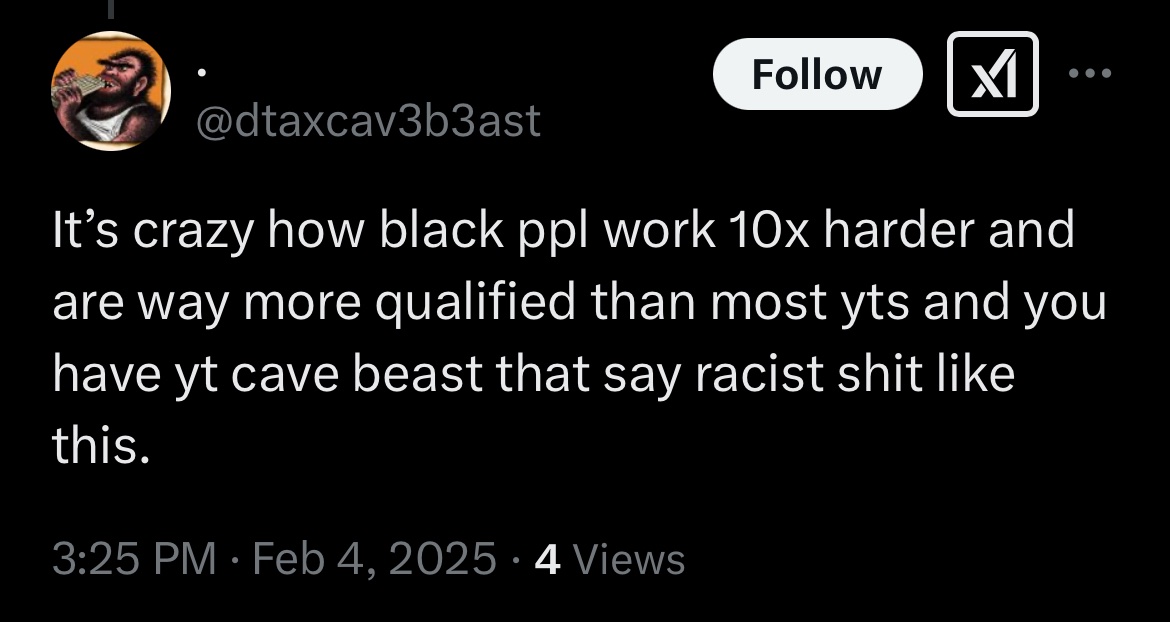 .
Follow
@dtaxcav3b3ast
It’s crazy how black ppl work 10x harder and
are way more qualified than most yts and you
have yt cave beast that say racist shit like
this.
3:25 PM · Feb 4, 2025 · 4 Views